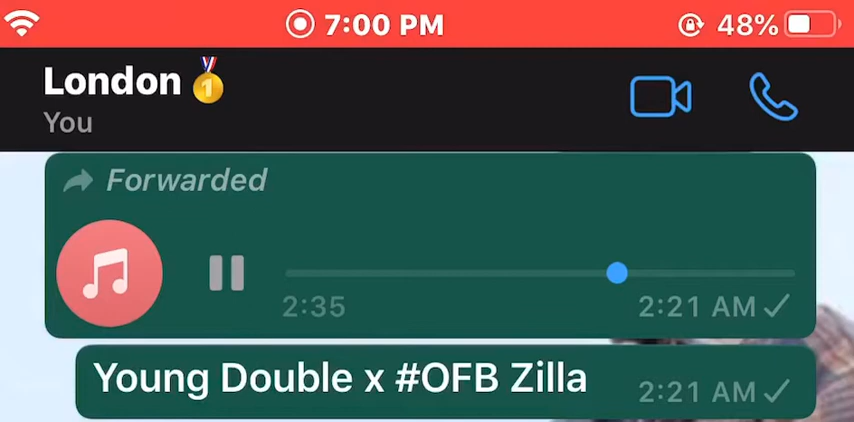 7:00 PM 48%
London 🥇
You
Forwarded
2:35 2:21 AM
Young Double x #OFB Zilla 2:21 AM